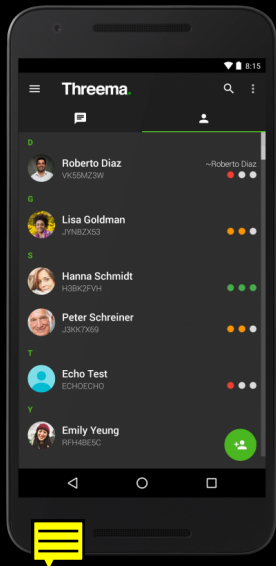 8:15
Threema.
D
Roberto Diaz
~Roberto Diaz
VK55MZ3W
G
Lisa Goldman
JYN8ZX53
S
Hanna Schmidt
H3BK2FVH
Peter Schreiner
J3KK7X69
T
Echo Test
ECHOECHO
Y
Emily Yeung
RFH4BE5C